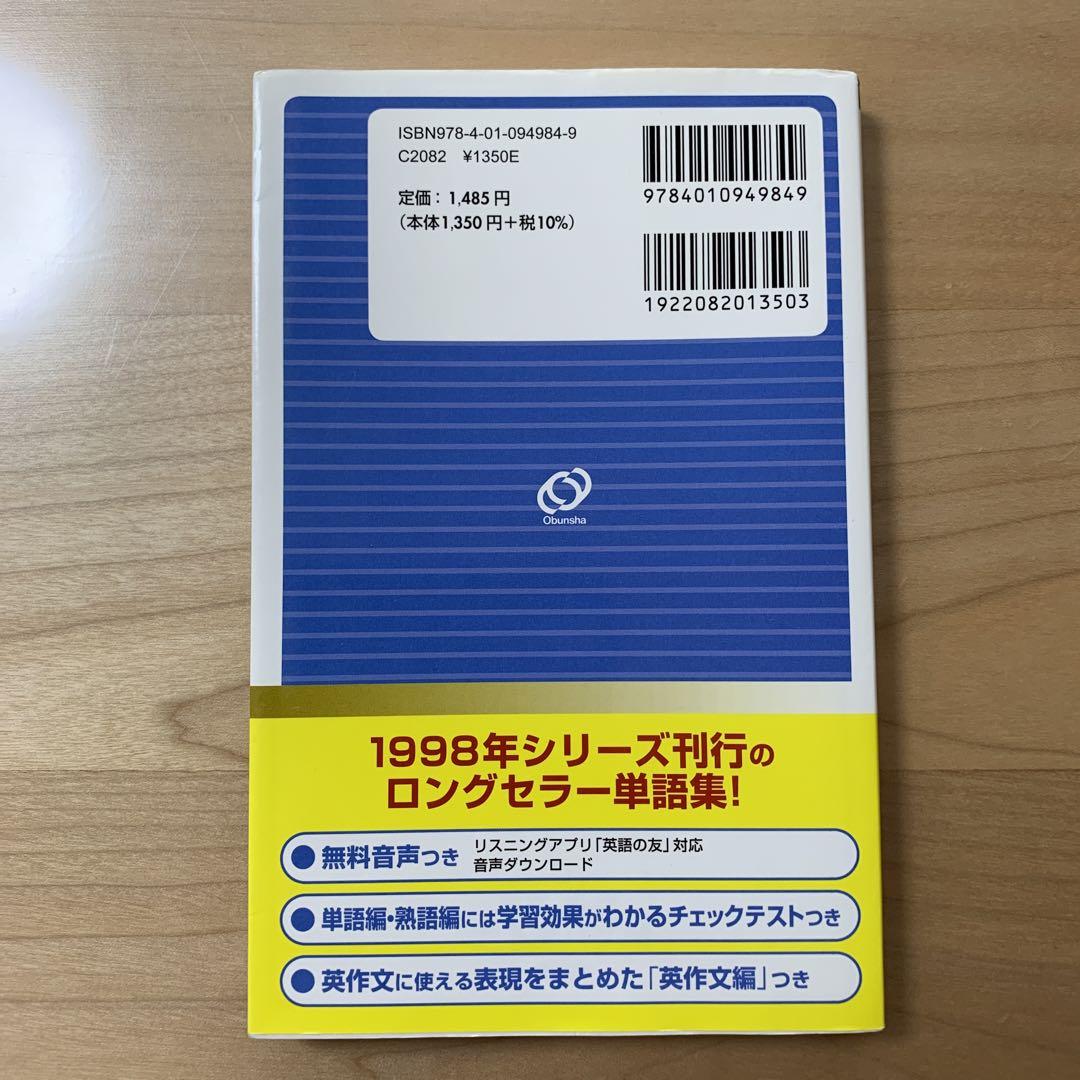 ISBN978-4-01-094984-9
C2082 ¥1350E
定価：1,485円
（本体1,350円＋税10%）
9784010949849
1922082013503
Obunsha
1998年シリーズ刊行の
ロングセラー単語集！
●無料音声つき リスニングアプリ「英語の友」対応
音声ダウンロード
●単語編・熟語編には学習効果がわかるチェックテストつき
●英作文に使える表現をまとめた「英作文編」つき